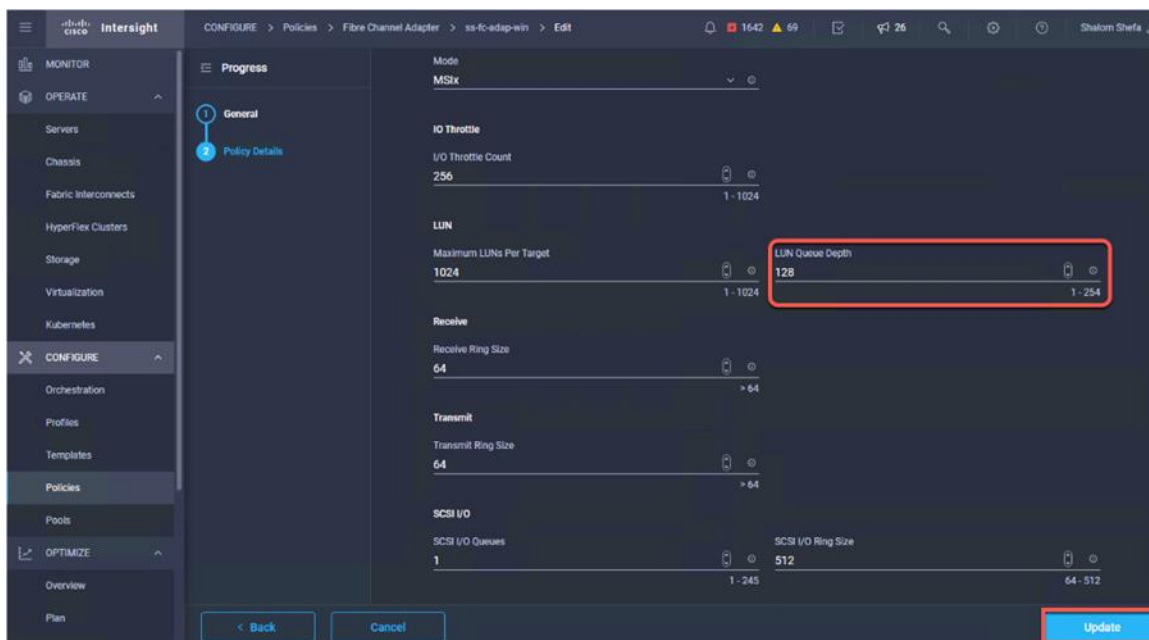 cisco Intersight
CONFIGURE > Policies > Fibre Channel Adapter > ss-fc-adap-win > Edit
1642 69 26 Shalom Shefa
MONITOR
OPERATE
Servers
Chassis
Fabric Interconnects
HyperFlex Clusters
Storage
Virtualization
Kubernetes
CONFIGURE
Orchestration
Profiles
Templates
Policies
Pools
OPTIMIZE
Overview
Plan
Progress
1 General
2 Policy Details
Mode
MSIx
IO Throttle
I/O Throttle Count
256
1 - 1024
LUN
Maximum LUNs Per Target LUN Queue Depth
1024 128
1 - 1024 1 - 254
Receive
Receive Ring Size
64
> 64
Transmit
Transmit Ring Size
64
> 64
SCSI I/O
SCSI I/O Queues SCSI I/O Ring Size
1 512
1 - 245 64 - 512
< Back Cancel Update